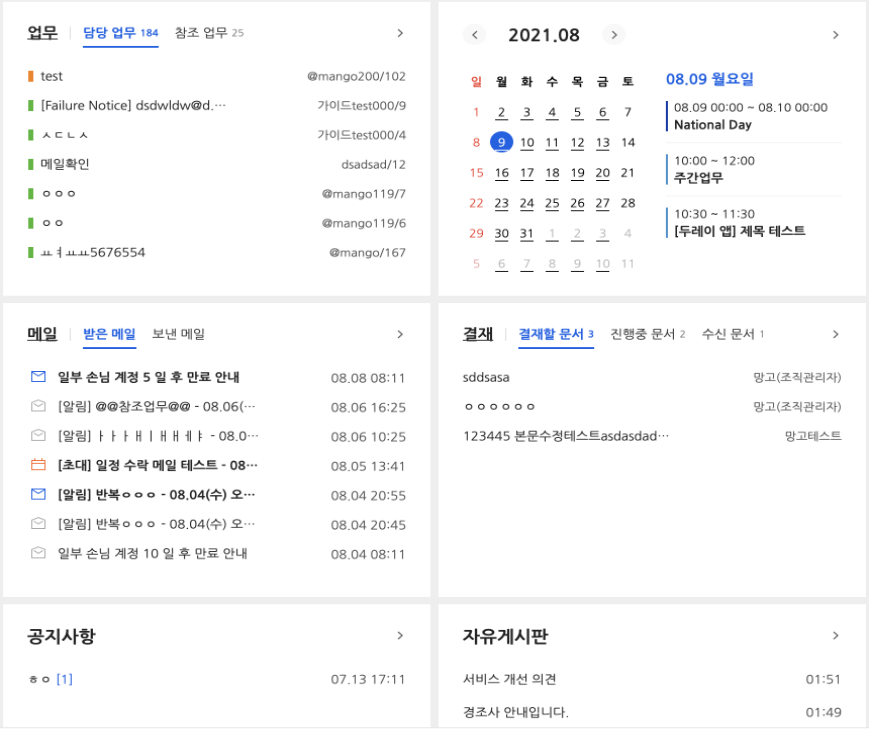 업무 담당 업무 184 참조 업무 25
test @mango200/102
[Failure Notice] dsdwldw@d.… 가이드test000/9
ㅅㄷㄴㅅ 가이드test000/4
메일확인 dsadsad/12
ㅇㅇㅇ @mango119/7
ㅇㅇ @mango119/6
ㅛㅕㅛㅛ5676554 @mango/167
2021.08
일 월 화 수 목 금 토
1 2 3 4 5 6 7
8 9 10 11 12 13 14
15 16 17 18 19 20 21
22 23 24 25 26 27 28
29 30 31 1 2 3 4
5 6 7 8 9 10 11
08.09 월요일
08.09 00:00 ~ 08.10 00:00
National Day
10:00 ~ 12:00
주간업무
10:30 ~ 11:30
[두레이 앱] 제목 테스트
메일 받은 메일 보낸 메일
일부 손님 계정 5 일 후 만료 안내 08.08 08:11
[알림] @@참조업무@@ - 08.06(… 08.06 16:25
[알림] - 08.0… 08.06 10:25
[초대] 일정 수락 메일 테스트 - 08… 08.05 13:41
[알림] 반복ㅇㅇㅇ - 08.04(수) 오… 08.04 20:55
[알림] 반복ㅇㅇㅇ - 08.04(수) 오… 08.04 20:45
일부 손님 계정 10 일 후 만료 안내 08.04 08:11
결재 결재할 문서 3 진행중 문서 2 수신 문서 1
sddsasa 망고(조직관리자)
ㅇㅇㅇㅇㅇㅇ 망고(조직관리자)
123445 본문수정테스트asdasdad… 망고테스트
공지사항
ㅎㅇ [1] 07.13 17:11
자유게시판
서비스 개선 의견 01:51
경조사 안내입니다. 01:49